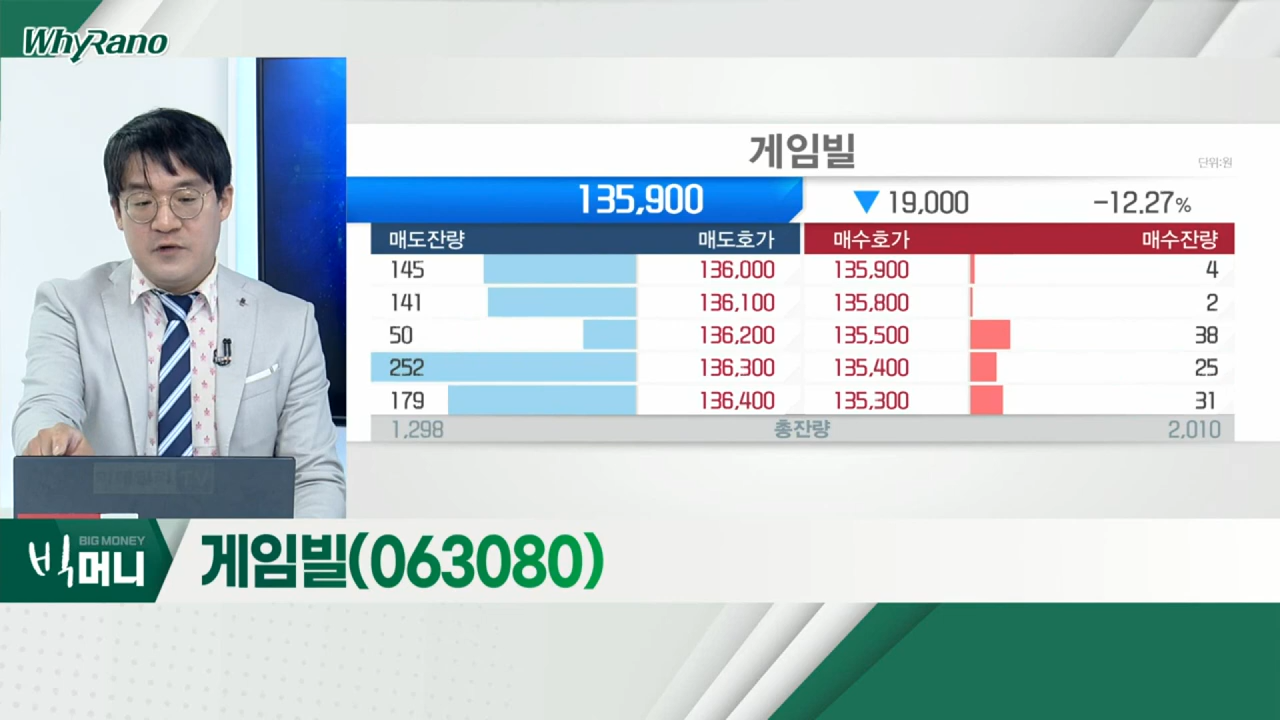 WhyRano
게임빌
단위:원
135,900 ▼ 19,000 -12.27%
매도잔량 매도호가 매수호가 매수잔량
145 136,000 135,900 4
141 136,100 135,800 2
50 136,200 135,500 38
252 136,300 135,400 25
179 136,400 135,300 31
1,298 총잔량 2,010
BIG MONEY
빅머니
게임빌(063080)